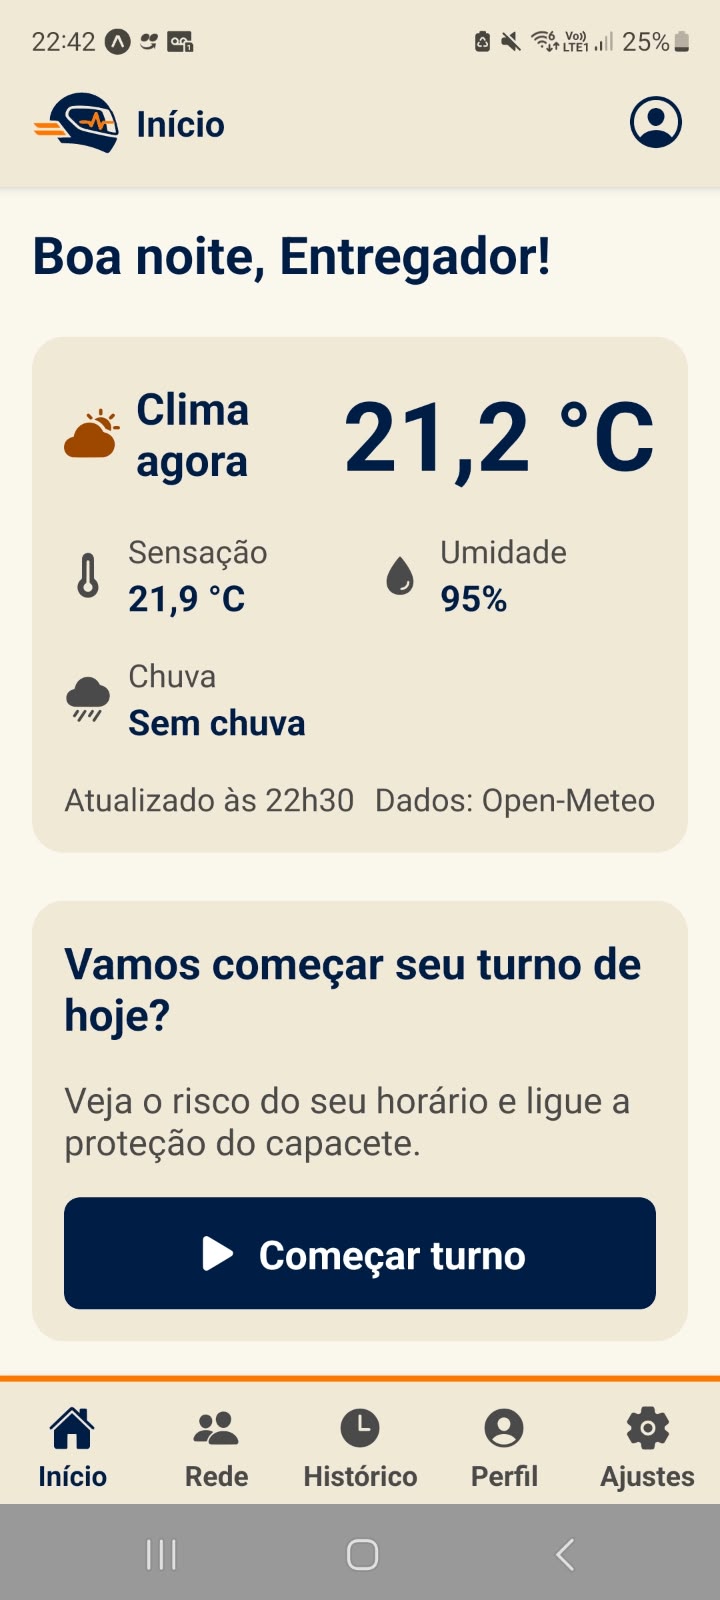 22:42
Vo)) LTE1 25%
Início
Boa noite, Entregador!
Clima
agora
21,2 °C
Sensação
21,9 °C
Umidade
95%
Chuva
Sem chuva
Atualizado às 22h30 Dados: Open-Meteo
Vamos começar seu turno de
hoje?
Veja o risco do seu horário e ligue a
proteção do capacete.
Começar turno
Início Rede Histórico Perfil Ajustes